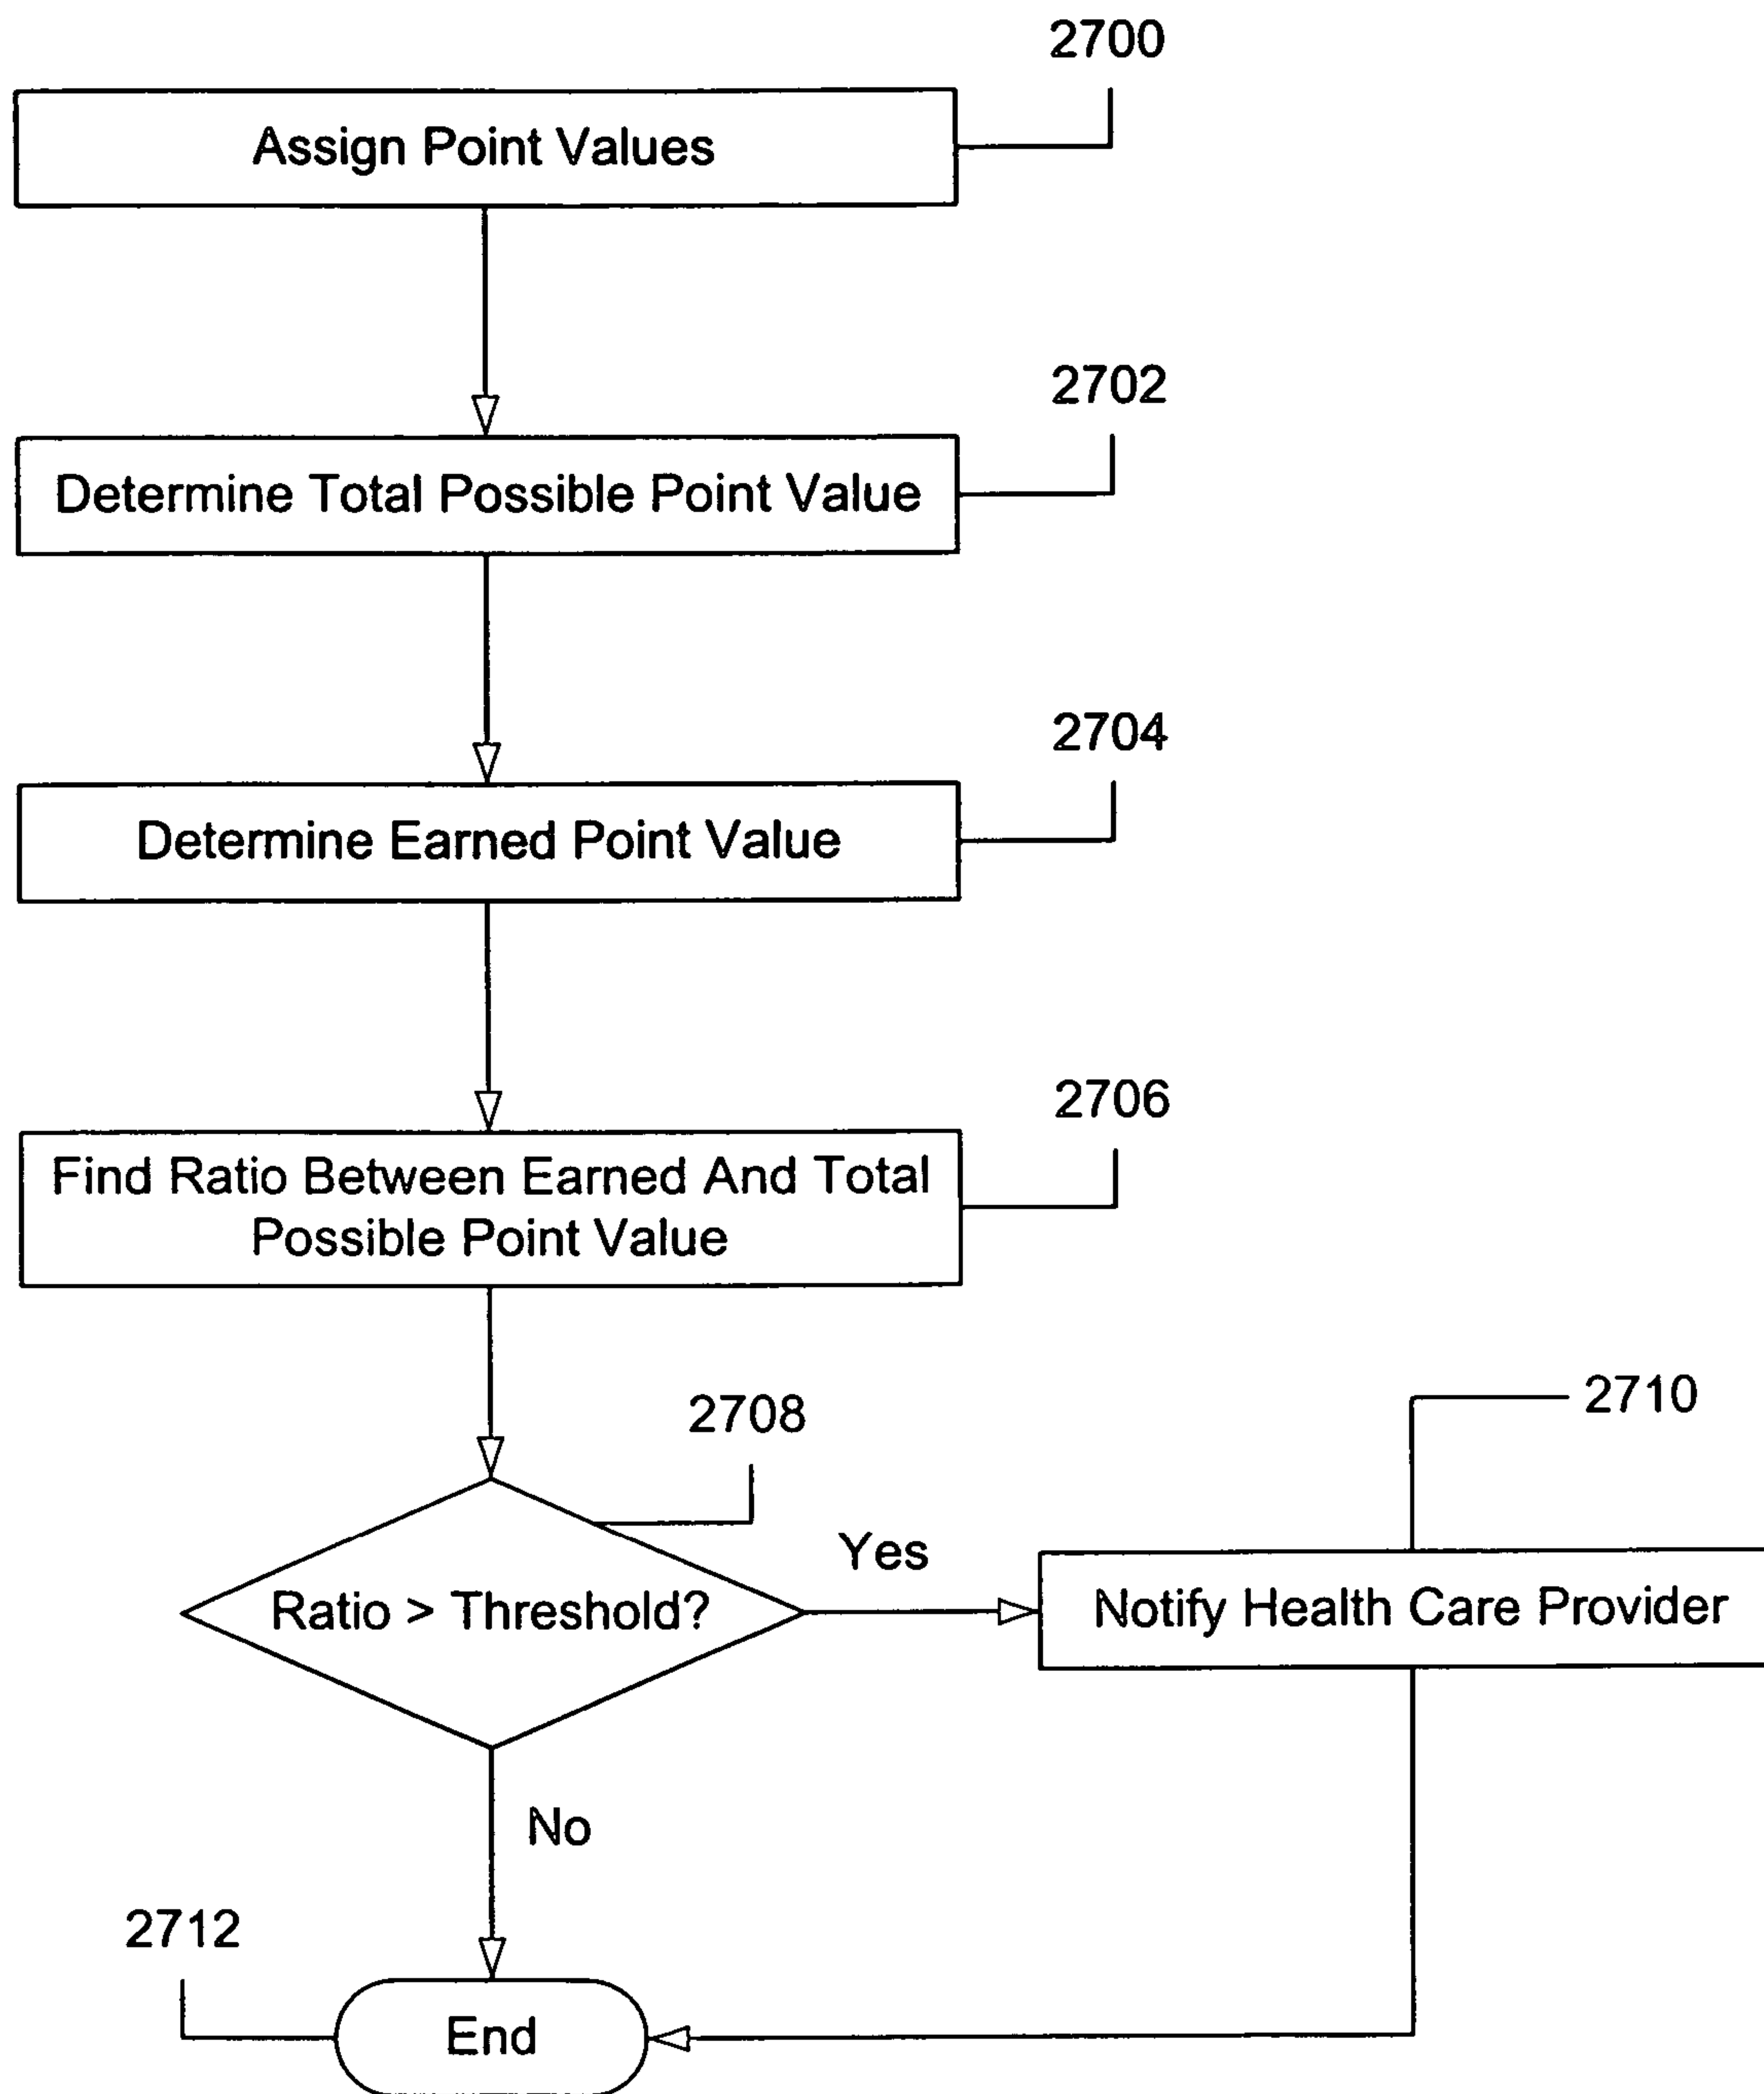 2700
Assign Point Values
2702
Determine Total Possible Point Value
2704
Determine Earned Point Value
2706
Find Ratio Between Earned And Total
Possible Point Value
2708
2710
Ratio > Threshold?
Yes
Notify Health Care Provider
No
2712
End